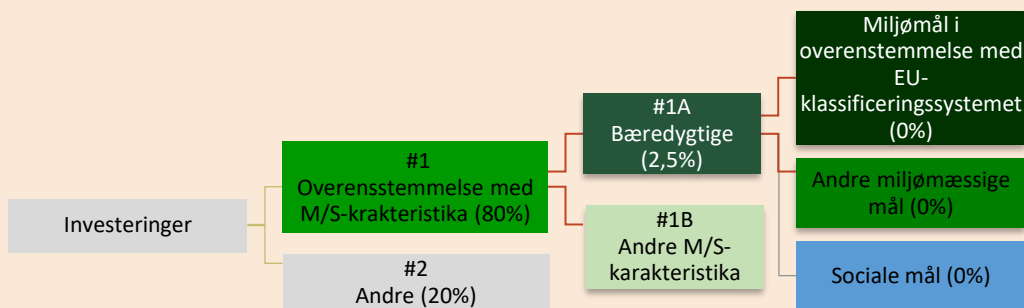 Investeringer
#1
Overensstemmelse med
M/S-krakteristika (80%)
#2
Andre (20%)
#1A
Bæredygtige
(2,5%)
#1B
Andre M/S-
karakteristika
Miljømål i
overenstemmelse med
EU-
klassificeringssystemet
(0%)
Andre miljømæssige
mål (0%)
Sociale mål (0%)